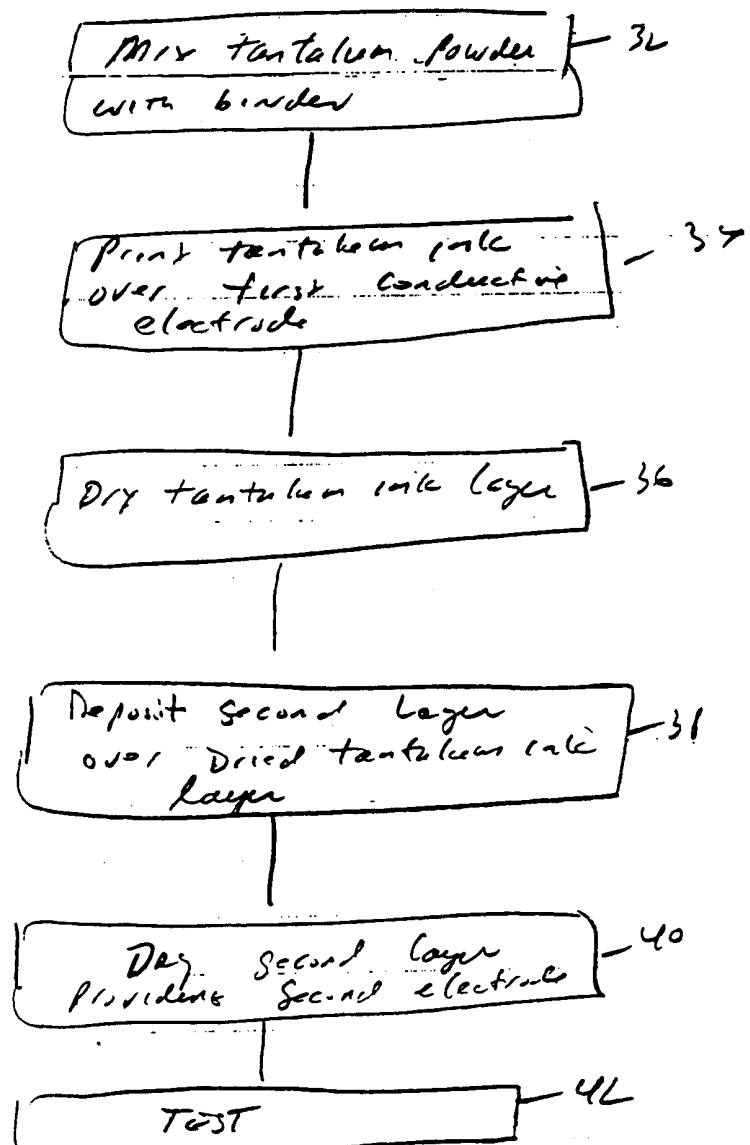 Mix tantalum powder 32
with binder
Print tantalum ink 34
over first conductive
electrode
Dry tantalum ink layer 36
Deposit second layer 38
over Dried tantalum ink
layer
Dry second layer 40
Providing second electrode
TEST 42